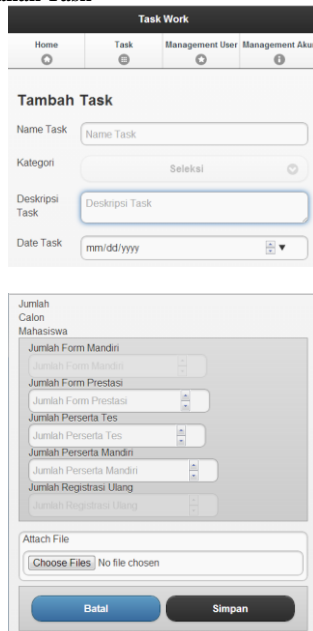 Task Work
Home Task Management User Management Aku
Tambah Task
Name Task
Name Task
Kategori
Seleksi
Deskripsi
Task
Deskripsi Task
Date Task
mm/dd/yyyy
Jumlah
Calon
Mahasiswa
Jumlah Form Mandiri
Jumlah Form Mandiri
Jumlah Form Prestasi
Jumlah Form Prestasi
Jumlah Perserta Tes
Jumlah Perserta Tes
Jumlah Perserta Mandiri
Jumlah Perserta Mandiri
Jumlah Registrasi Ulang
Jumlah Registrasi Ulang
Attach File
Choose Files No file chosen
Batal Simpan